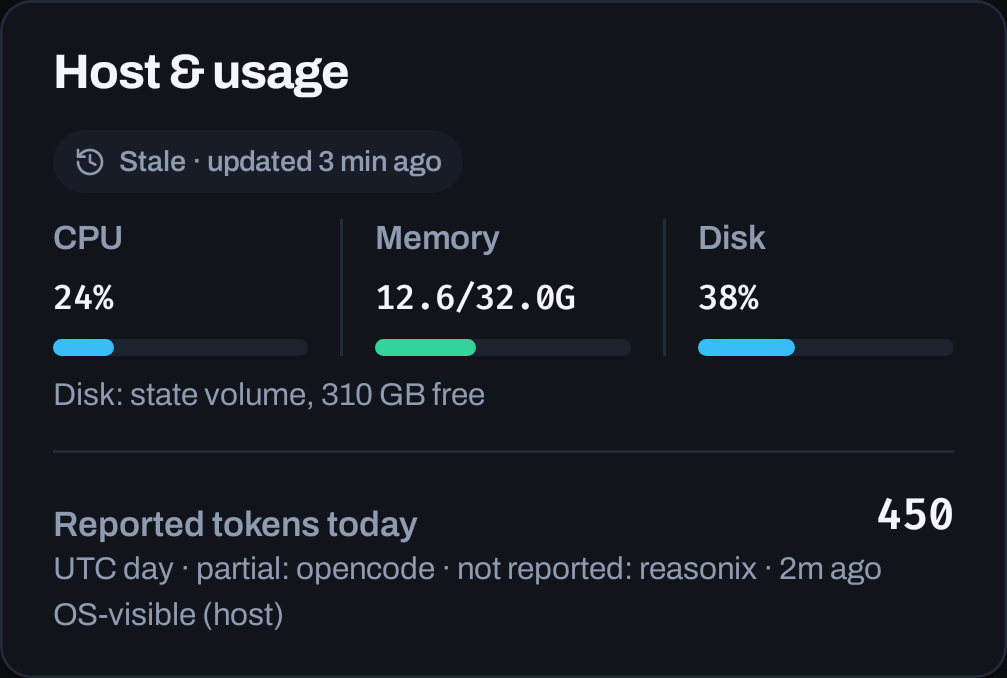 Host & usage
Stale · updated 3 min ago
CPU
Memory
Disk
24%
12.6/32.0G
38%
Disk: state volume, 310 GB free
Reported tokens today
450
UTC day · partial: opencode · not reported: reasonix · 2m ago
OS-visible (host)